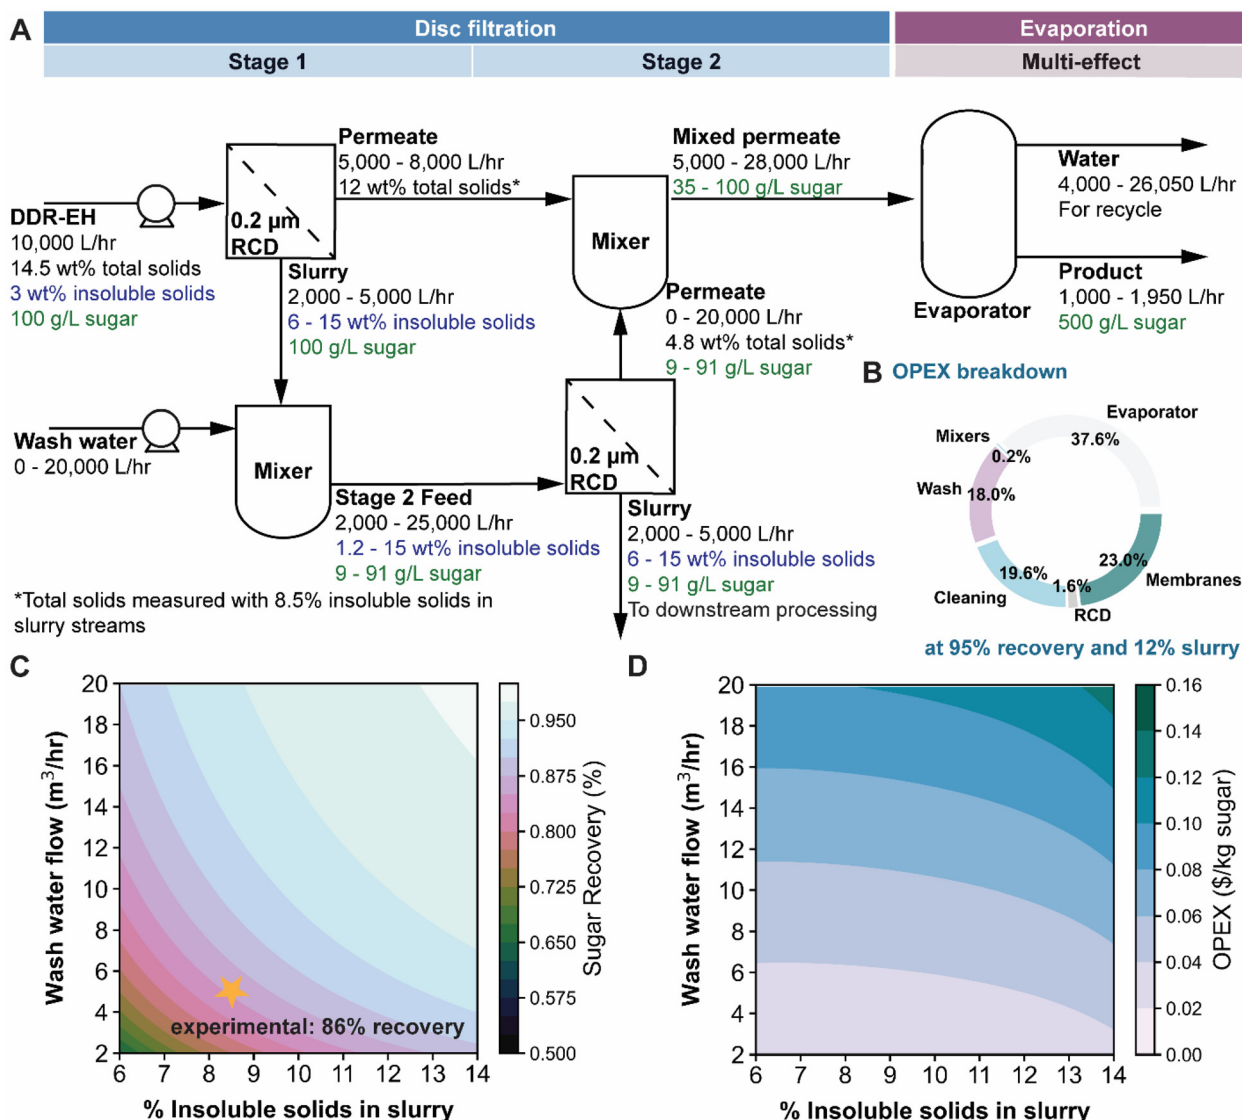 A
Disc filtration
Evaporation
Stage 1
Stage 2
Multi-effect
DDR-EH
10,000 L/hr
14.5 wt% total solids
3 wt% insoluble solids
100 g/L sugar
0.2 µm
RCD
Permeate
5,000 - 8,000 L/hr
12 wt% total solids*
Slurry
2,000 - 5,000 L/hr
6 - 15 wt% insoluble solids
100 g/L sugar
Mixer
Mixed permeate
5,000 - 28,000 L/hr
35 - 100 g/L sugar
Permeate
0 - 20,000 L/hr
4.8 wt% total solids*
9 - 91 g/L sugar
Evaporator
Water
4,000 - 26,050 L/hr
For recycle
Product
1,000 - 1,950 L/hr
500 g/L sugar
Wash water
0 - 20,000 L/hr
Mixer
Stage 2 Feed
2,000 - 25,000 L/hr
1.2 - 15 wt% insoluble solids
9 - 91 g/L sugar
0.2 µm
RCD
Slurry
2,000 - 5,000 L/hr
6 - 15 wt% insoluble solids
9 - 91 g/L sugar
To downstream processing
*Total solids measured with 8.5% insoluble solids in
slurry streams
B OPEX breakdown
Evaporator
37.6%
Mixers
0.2%
Wash
18.0%
Cleaning
19.6%
1.6%
RCD
23.0%
Membranes
at 95% recovery and 12% slurry
C
Wash water flow (m³/hr)
20
18
16
14
12
10
8
6
4
2
experimental: 86% recovery
6 7 8 9 10 11 12 13 14
% Insoluble solids in slurry
0.950
0.875
0.800
0.725
0.650
0.575
0.500
Sugar Recovery (%)
D
Wash water flow (m³/hr)
20
18
16
14
12
10
8
6
4
2
6 7 8 9 10 11 12 13 14
% Insoluble solids in slurry
0.16
0.14
0.12
0.10
0.08
0.06
0.04
0.02
0.00
OPEX ($/kg sugar)